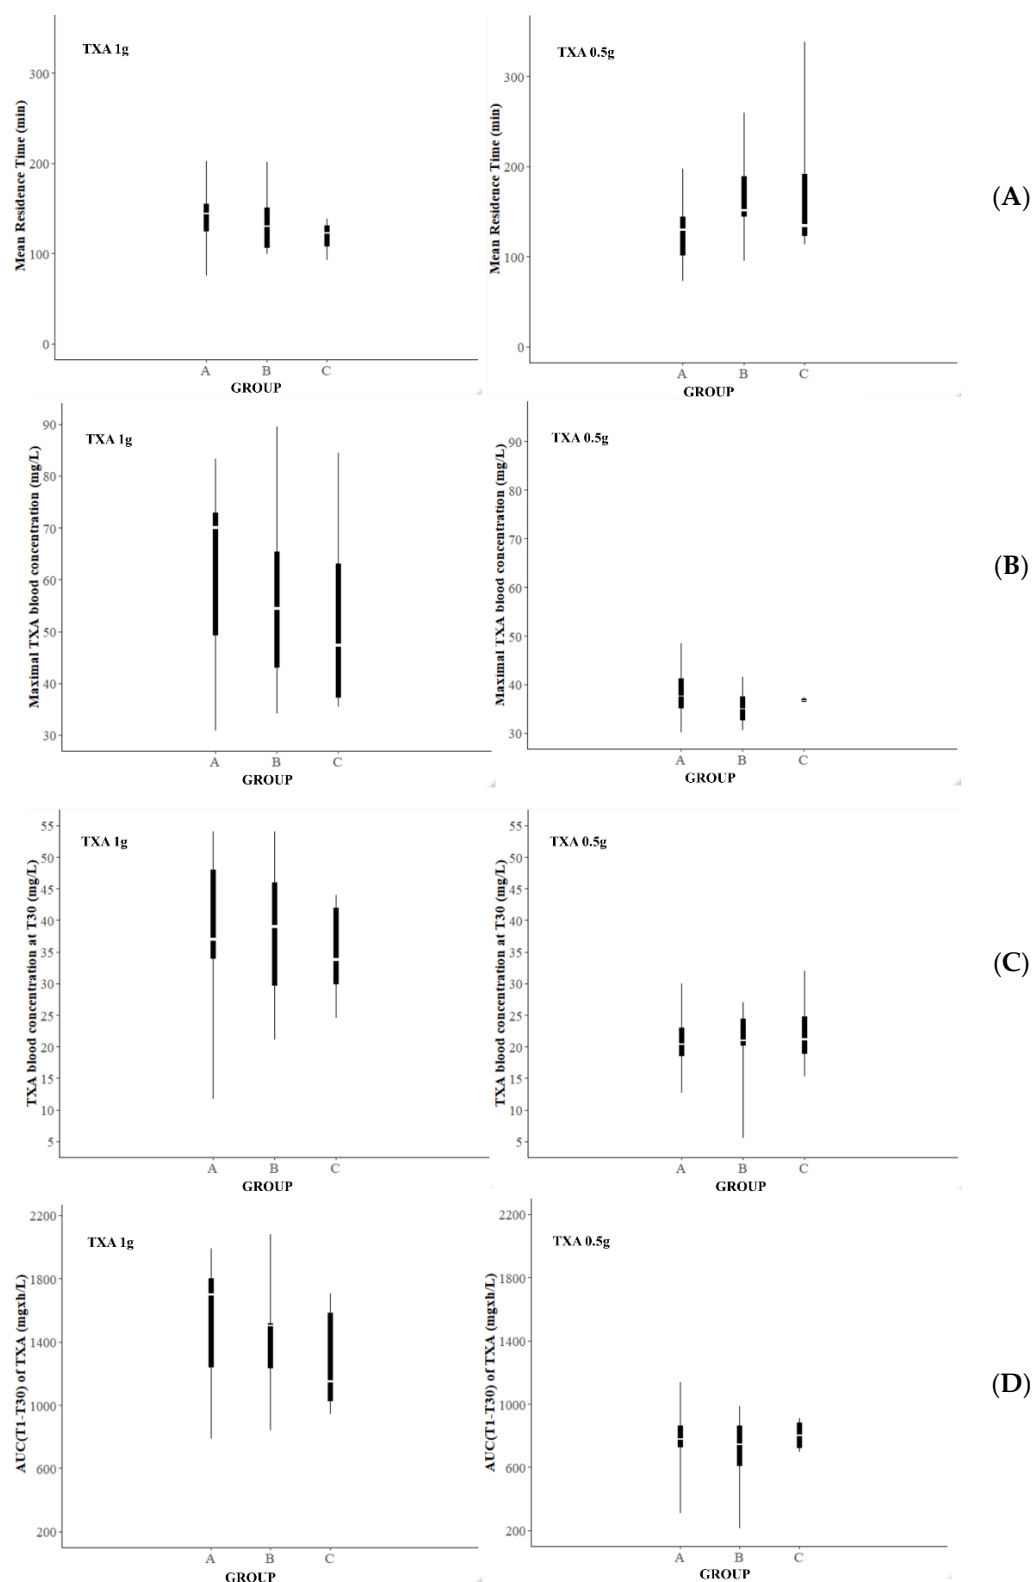 TXA 1g
Mean Residence Time (min)
300
200
100
0
A B C
GROUP
TXA 0.5g
Mean Residence Time (min)
300
200
100
0
A B C
GROUP
(A)
TXA 1g
Maximal TXA blood concentration (mg/L)
90
80
70
60
50
40
30
A B C
GROUP
TXA 0.5g
Maximal TXA blood concentration (mg/L)
90
80
70
60
50
40
30
A B C
GROUP
(B)
TXA 1g
TXA blood concentration at T30 (mg/L)
55
50
45
40
35
30
25
20
15
10
5
A B C
GROUP
TXA 0.5g
TXA blood concentration at T30 (mg/L)
55
50
45
40
35
30
25
20
15
10
5
A B C
GROUP
(C)
TXA 1g
AUC(T1-T30) of TXA (mgxh/L)
2200
1800
1400
1000
600
200
A B C
GROUP
TXA 0.5g
AUC(T1-T30) of TXA (mgxh/L)
2200
1800
1400
1000
600
200
A B C
GROUP
(D)